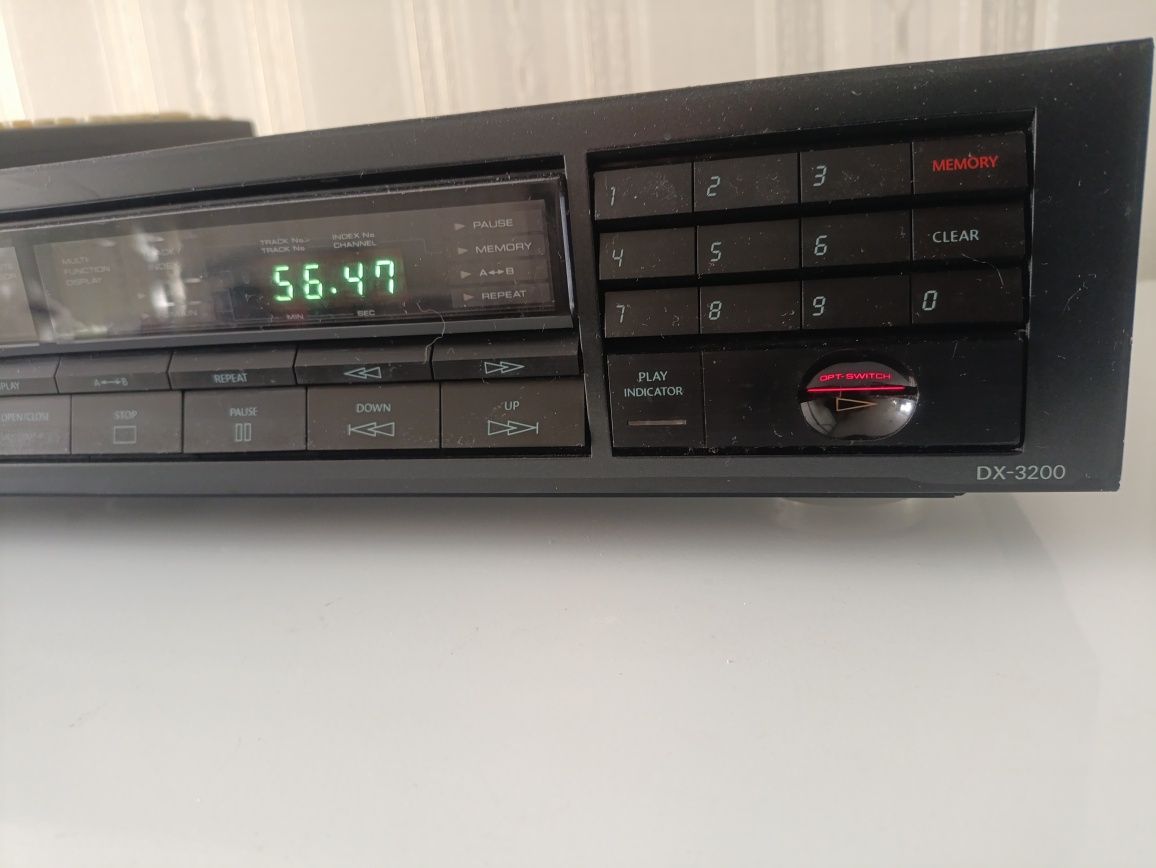 MULTI
FUNCTION
DISPLAY
TRACK No.
TRACK No
INDEX No
CHANNEL
56.47
MIN
SEC
PAUSE
MEMORY
A↔B
REPEAT
1
2
3
MEMORY
4
5
6
CLEAR
7
8
9
0
A↔B
REPEAT
OPEN/CLOSE
STOP
PAUSE
DOWN
UP
PLAY
INDICATOR
OPT-SWITCH
DX-3200